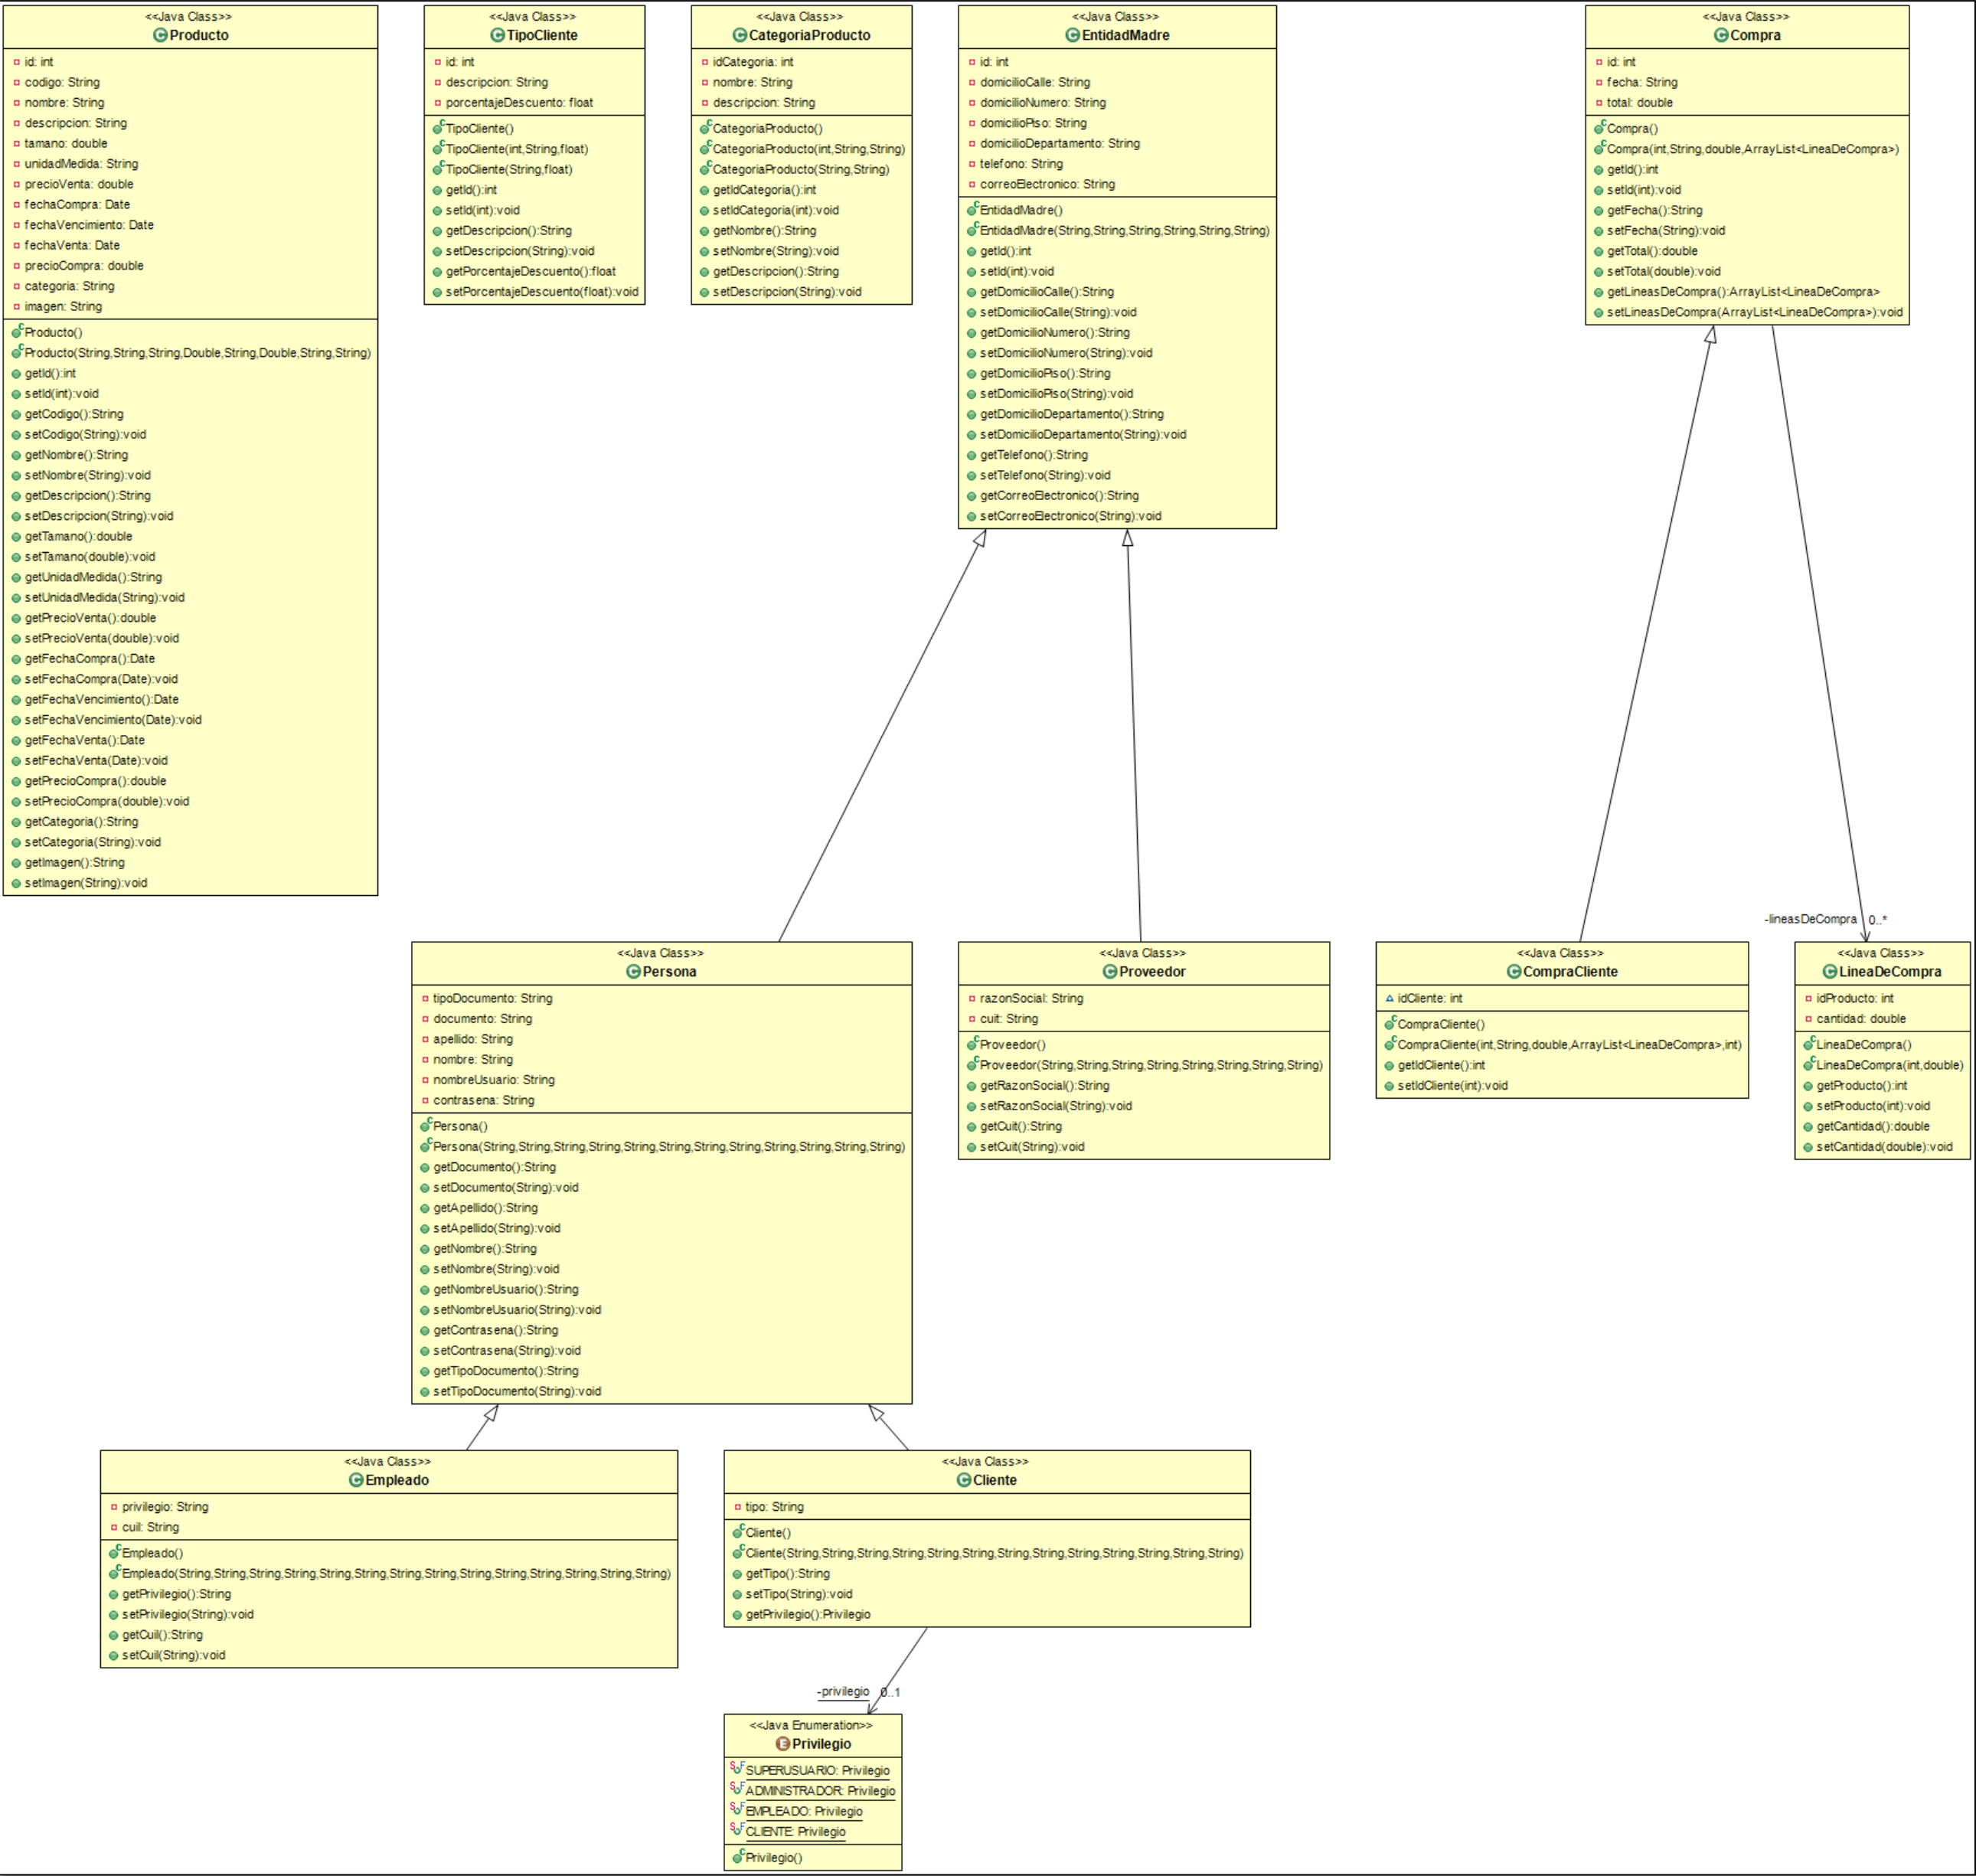 <<Java Class>>
Producto
id: int
codigo: String
nombre: String
descripcion: String
tamano: double
unidadMedida: String
precioVenta: double
fechaCompra: Date
fechaVencimiento: Date
fechaVenta: Date
precioCompra: double
categoria: String
imagen: String
Producto()
Producto(String,String,String,Double,String,Double,String,String)
getId():int
setId(int):void
getCodigo():String
setCodigo(String):void
getNombre():String
setNombre(String):void
getDescripcion():String
setDescripcion(String):void
getTamano():double
setTamano(double):void
getUnidadMedida():String
setUnidadMedida(String):void
getPrecioVenta():double
setPrecioVenta(double):void
getFechaCompra():Date
setFechaCompra(Date):void
getFechaVencimiento():Date
setFechaVencimiento(Date):void
getFechaVenta():Date
setFechaVenta(Date):void
getPrecioCompra():double
setPrecioCompra(double):void
getCategoria():String
setCategoria(String):void
getImagen():String
setImagen(String):void
<<Java Class>>
TipoCliente
id: int
descripcion: String
porcentajeDescuento: float
TipoCliente()
TipoCliente(int,String,float)
TipoCliente(String,float)
getId():int
setId(int):void
getDescripcion():String
setDescripcion(String):void
getPorcentajeDescuento():float
setPorcentajeDescuento(float):void
<<Java Class>>
CategoriaProducto
idCategoria: int
nombre: String
descripcion: String
CategoriaProducto()
CategoriaProducto(int,String,String)
CategoriaProducto(String,String)
getIdCategoria():int
setIdCategoria(int):void
getNombre():String
setNombre(String):void
getDescripcion():String
setDescripcion(String):void
<<Java Class>>
EntidadMadre
id: int
domicilioCalle: String
domicilioNumero: String
domicilioPiso: String
domicilioDepartamento: String
telefono: String
correoElectronico: String
EntidadMadre()
EntidadMadre(String,String,String,String,String,String)
getId():int
setId(int):void
getDomicilioCalle():String
setDomicilioCalle(String):void
getDomicilioNumero():String
setDomicilioNumero(String):void
getDomicilioPiso():String
setDomicilioPiso(String):void
getDomicilioDepartamento():String
setDomicilioDepartamento(String):void
getTelefono():String
setTelefono(String):void
getCorreoElectronico():String
setCorreoElectronico(String):void
<<Java Class>>
Compra
id: int
fecha: String
total: double
Compra()
Compra(int,String,double,ArrayList<LineaDeCompra>)
getId():int
setId(int):void
getFecha():String
setFecha(String):void
getTotal():double
setTotal(double):void
getLineasDeCompra():ArrayList<LineaDeCompra>
setLineasDeCompra(ArrayList<LineaDeCompra>):void
-lineasDeCompra 0..*
<<Java Class>>
Persona
tipoDocumento: String
documento: String
apellido: String
nombre: String
nombreUsuario: String
contrasena: String
Persona()
Persona(String,String,String,String,String,String,String,String,String,String,String,String)
getDocumento():String
setDocumento(String):void
getApellido():String
setApellido(String):void
getNombre():String
setNombre(String):void
getNombreUsuario():String
setNombreUsuario(String):void
getContrasena():String
setContrasena(String):void
getTipoDocumento():String
setTipoDocumento(String):void
<<Java Class>>
Proveedor
razonSocial: String
cuit: String
Proveedor()
Proveedor(String,String,String,String,String,String,String,String)
getRazonSocial():String
setRazonSocial(String):void
getCuit():String
setCuit(String):void
<<Java Class>>
CompraCliente
idCliente: int
CompraCliente()
CompraCliente(int,String,double,ArrayList<LineaDeCompra>,int)
getIdCliente():int
setIdCliente(int):void
<<Java Class>>
LineaDeCompra
idProducto: int
cantidad: double
LineaDeCompra()
LineaDeCompra(int,double)
getProducto():int
setProducto(int):void
getCantidad():double
setCantidad(double):void
<<Java Class>>
Empleado
privilegio: String
cuil: String
Empleado()
Empleado(String,String,String,String,String,String,String,String,String,String,String,String,String,String)
getPrivilegio():String
setPrivilegio(String):void
getCuil():String
setCuil(String):void
<<Java Class>>
Cliente
tipo: String
Cliente()
Cliente(String,String,String,String,String,String,String,String,String,String,String,String,String)
getTipo():String
setTipo(String):void
getPrivilegio():Privilegio
-privilegio 0..1
<<Java Enumeration>>
Privilegio
SUPERUSUARIO: Privilegio
ADMINISTRADOR: Privilegio
EMPLEADO: Privilegio
CLIENTE: Privilegio
Privilegio()